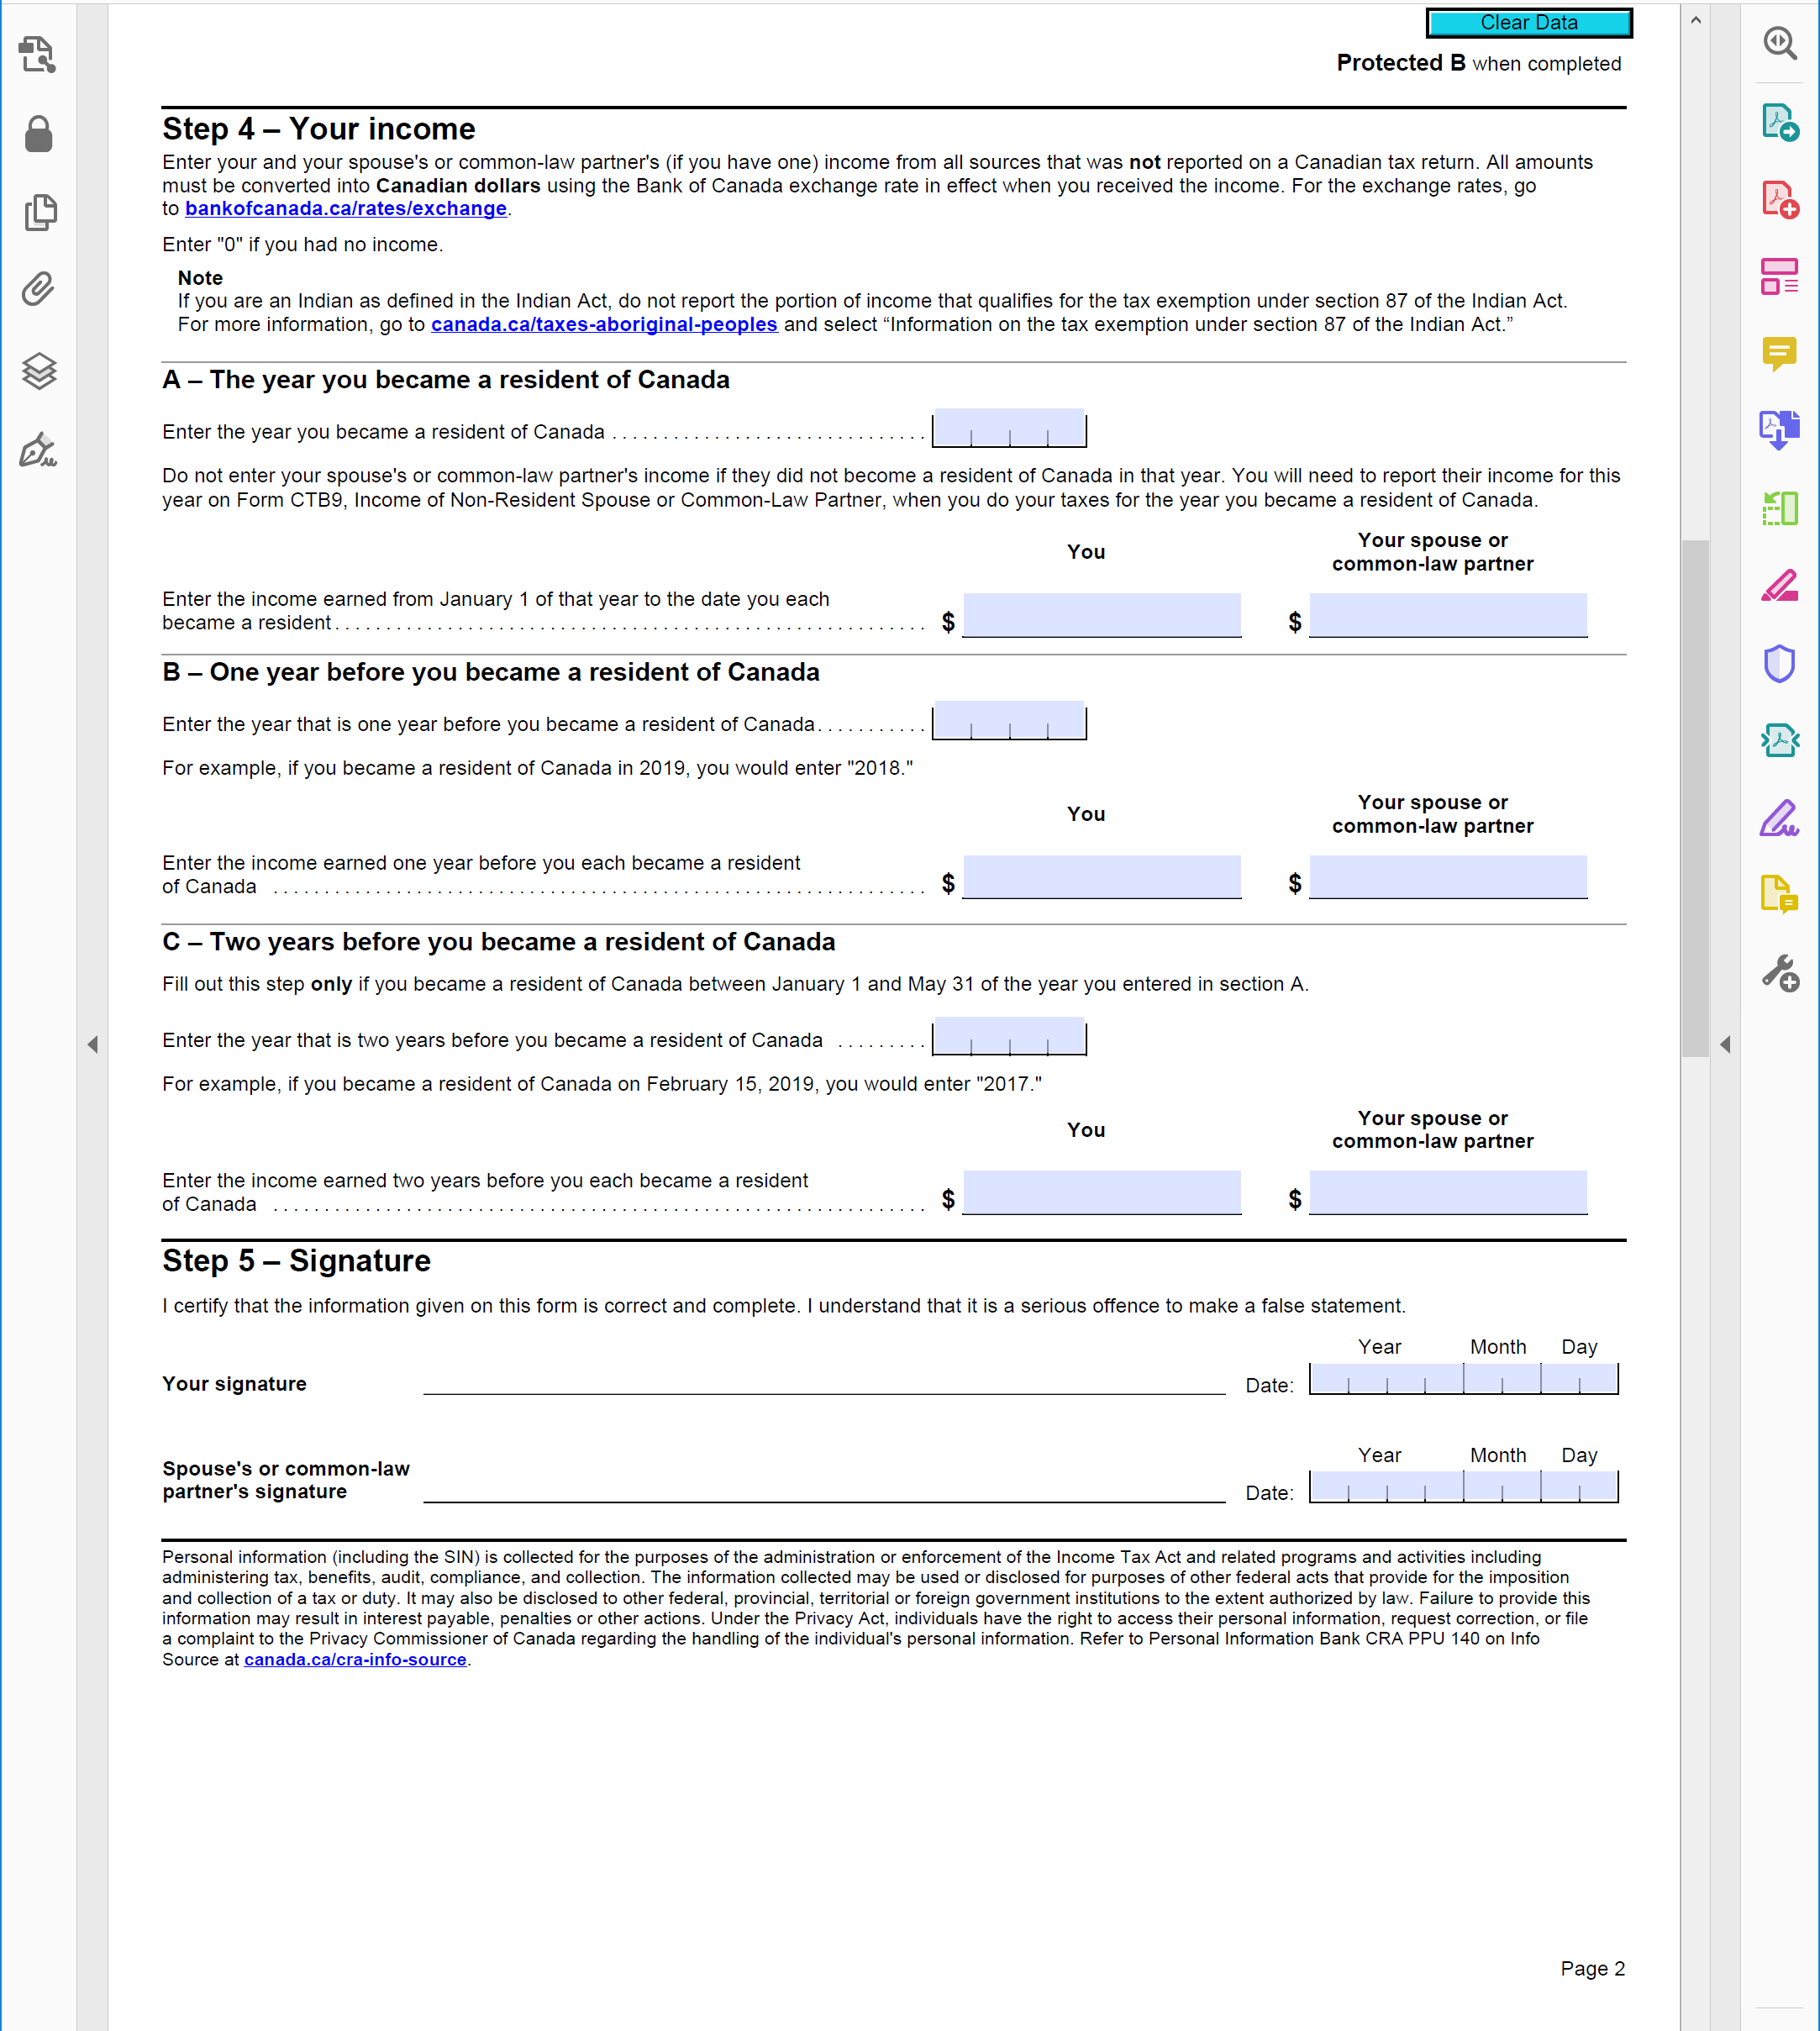 Clear Data
Protected B when completed
Step 4 – Your income
Enter your and your spouse's or common-law partner's (if you have one) income from all sources that was not reported on a Canadian tax return. All amounts
must be converted into Canadian dollars using the Bank of Canada exchange rate in effect when you received the income. For the exchange rates, go
to bankofcanada.ca/rates/exchange.
Enter "0" if you had no income.
Note
If you are an Indian as defined in the Indian Act, do not report the portion of income that qualifies for the tax exemption under section 87 of the Indian Act.
For more information, go to canada.ca/taxes-aboriginal-peoples and select “Information on the tax exemption under section 87 of the Indian Act.”
A – The year you became a resident of Canada
Enter the year you became a resident of Canada
Do not enter your spouse's or common-law partner's income if they did not become a resident of Canada in that year. You will need to report their income for this
year on Form CTB9, Income of Non-Resident Spouse or Common-Law Partner, when you do your taxes for the year you became a resident of Canada.
You
Your spouse or
common-law partner
Enter the income earned from January 1 of that year to the date you each
became a resident $ $
B – One year before you became a resident of Canada
Enter the year that is one year before you became a resident of Canada
For example, if you became a resident of Canada in 2019, you would enter "2018."
You
Your spouse or
common-law partner
Enter the income earned one year before you each became a resident
of Canada $ $
C – Two years before you became a resident of Canada
Fill out this step only if you became a resident of Canada between January 1 and May 31 of the year you entered in section A.
Enter the year that is two years before you became a resident of Canada
For example, if you became a resident of Canada on February 15, 2019, you would enter "2017."
You
Your spouse or
common-law partner
Enter the income earned two years before you each became a resident
of Canada $ $
Step 5 – Signature
I certify that the information given on this form is correct and complete. I understand that it is a serious offence to make a false statement.
Year Month Day
Your signature Date:
Year Month Day
Spouse's or common-law
partner's signature Date:
Personal information (including the SIN) is collected for the purposes of the administration or enforcement of the Income Tax Act and related programs and activities including
administering tax, benefits, audit, compliance, and collection. The information collected may be used or disclosed for purposes of other federal acts that provide for the imposition
and collection of a tax or duty. It may also be disclosed to other federal, provincial, territorial or foreign government institutions to the extent authorized by law. Failure to provide this
information may result in interest payable, penalties or other actions. Under the Privacy Act, individuals have the right to access their personal information, request correction, or file
a complaint to the Privacy Commissioner of Canada regarding the handling of the individual's personal information. Refer to Personal Information Bank CRA PPU 140 on Info
Source at canada.ca/cra-info-source.
Page 2